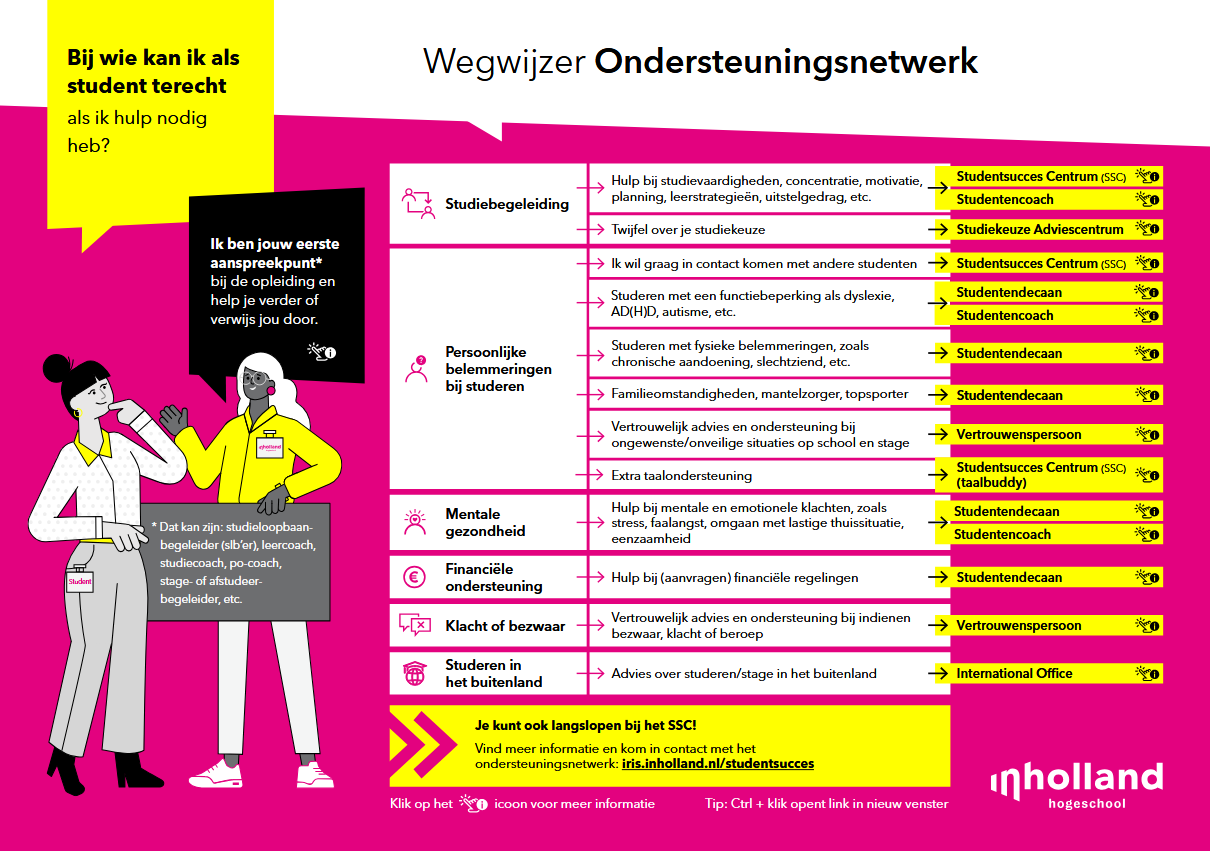 Bij wie kan ik als
student terecht
als ik hulp nodig
heb?
Wegwijzer Ondersteuningsnetwerk
Ik ben jouw eerste
aanspreekpunt*
bij de opleiding en
help je verder of
verwijs jou door.
inholland
Student
* Dat kan zijn: studieloopbaan-
begeleider (slb'er), leercoach,
studiecoach, po-coach,
stage- of afstudeer-
begeleider, etc.
Studiebegeleiding
Hulp bij studievaardigheden, concentratie, motivatie,
planning, leerstrategieën, uitstelgedrag, etc.
Studentsucces Centrum (SSC)
Studentencoach
Twijfel over je studiekeuze
Studiekeuze Adviescentrum
Persoonlijke
belemmeringen
bij studeren
Ik wil graag in contact komen met andere studenten
Studentsucces Centrum (SSC)
Studeren met een functiebeperking als dyslexie,
AD(H)D, autisme, etc.
Studentendecaan
Studentencoach
Studeren met fysieke belemmeringen, zoals
chronische aandoening, slechtziend, etc.
Studentendecaan
Familieomstandigheden, mantelzorger, topsporter
Studentendecaan
Vertrouwelijk advies en ondersteuning bij
ongewenste/onveilige situaties op school en stage
Vertrouwenspersoon
Extra taalondersteuning
Studentsucces Centrum (SSC)
(taalbuddy)
Mentale
gezondheid
Hulp bij mentale en emotionele klachten, zoals
stress, faalangst, omgaan met lastige thuissituatie,
eenzaamheid
Studentendecaan
Studentencoach
Financiële
ondersteuning
Hulp bij (aanvragen) financiële regelingen
Studentendecaan
Klacht of bezwaar
Vertrouwelijk advies en ondersteuning bij indienen
bezwaar, klacht of beroep
Vertrouwenspersoon
Studeren in
het buitenland
Advies over studeren/stage in het buitenland
International Office
Je kunt ook langslopen bij het SSC!
Vind meer informatie en kom in contact met het
ondersteuningsnetwerk: iris.inholland.nl/studentsucces
Klik op het icoon voor meer informatie
Tip: Ctrl + klik opent link in nieuw venster
inholland
hogeschool